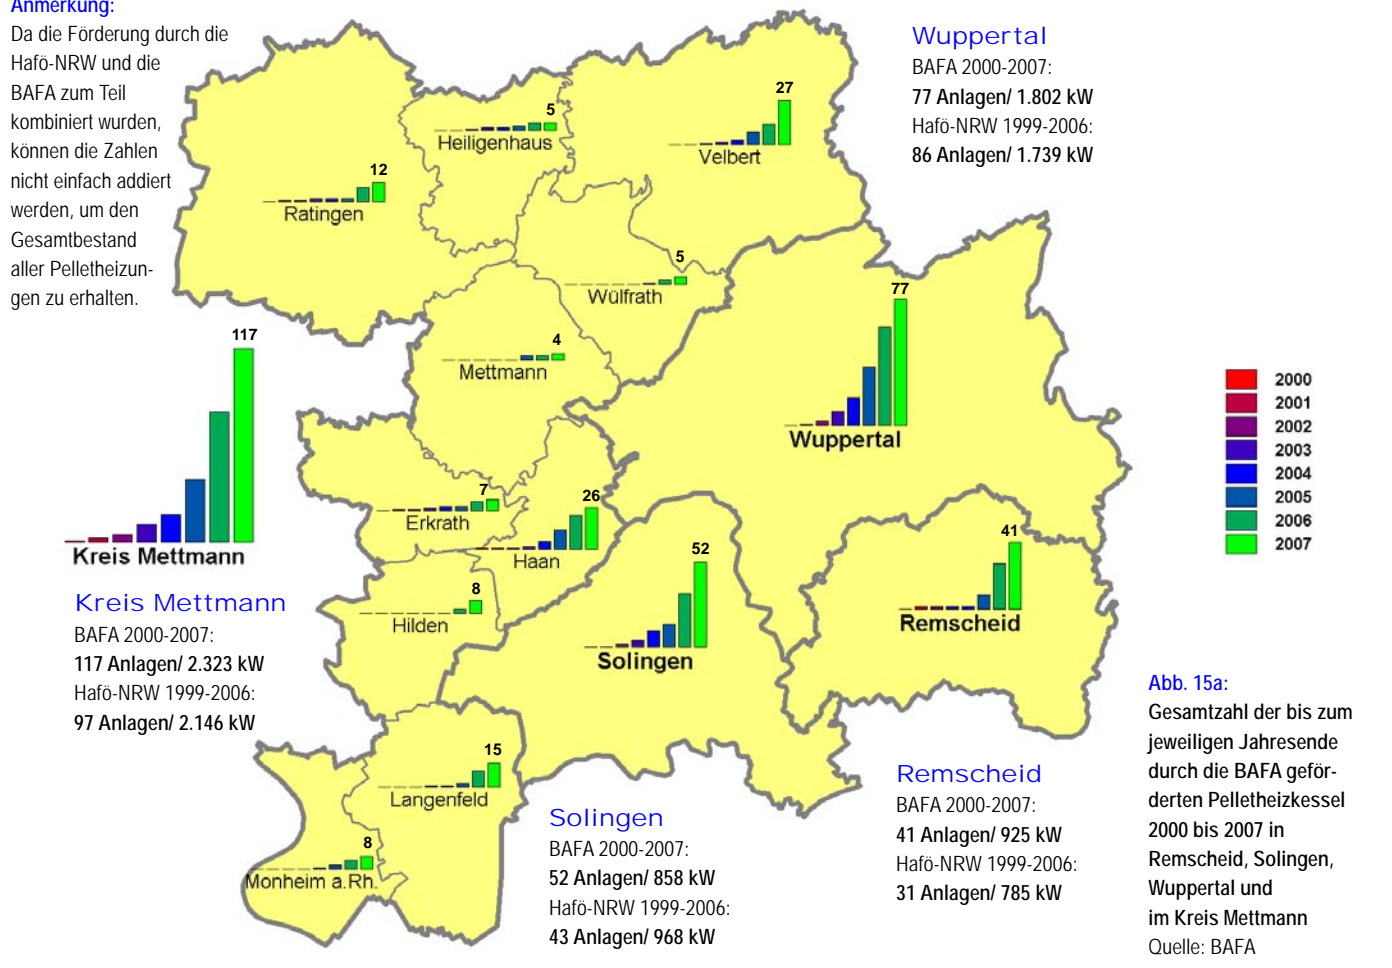 Anmerkung:
Da die Förderung durch die
Hafö-NRW und die
BAFA zum Teil
kombiniert wurden,
können die Zahlen
nicht einfach addiert
werden, um den
Gesamtbestand
aller Pelletheizun-
gen zu erhalten.
Wuppertal
BAFA 2000-2007:
77 Anlagen/ 1.802 kW
Hafö-NRW 1999-2006:
86 Anlagen/ 1.739 kW
27
Velbert
5
Heiligenhaus
12
Ratingen
5
Wülfrath
77
Wuppertal
4
Mettmann
117
Kreis Mettmann
7
Erkrath
26
Haan
8
Hilden
52
Solingen
41
Remscheid
15
Langenfeld
8
Monheim a.Rh.
2000
2001
2002
2003
2004
2005
2006
2007
Kreis Mettmann
BAFA 2000-2007:
117 Anlagen/ 2.323 kW
Hafö-NRW 1999-2006:
97 Anlagen/ 2.146 kW
Solingen
BAFA 2000-2007:
52 Anlagen/ 858 kW
Hafö-NRW 1999-2006:
43 Anlagen/ 968 kW
Remscheid
BAFA 2000-2007:
41 Anlagen/ 925 kW
Hafö-NRW 1999-2006:
31 Anlagen/ 785 kW
Abb. 15a:
Gesamtzahl der bis zum
jeweiligen Jahresende
durch die BAFA geför-
derten Pelletheizkessel
2000 bis 2007 in
Remscheid, Solingen,
Wuppertal und
im Kreis Mettmann
Quelle: BAFA